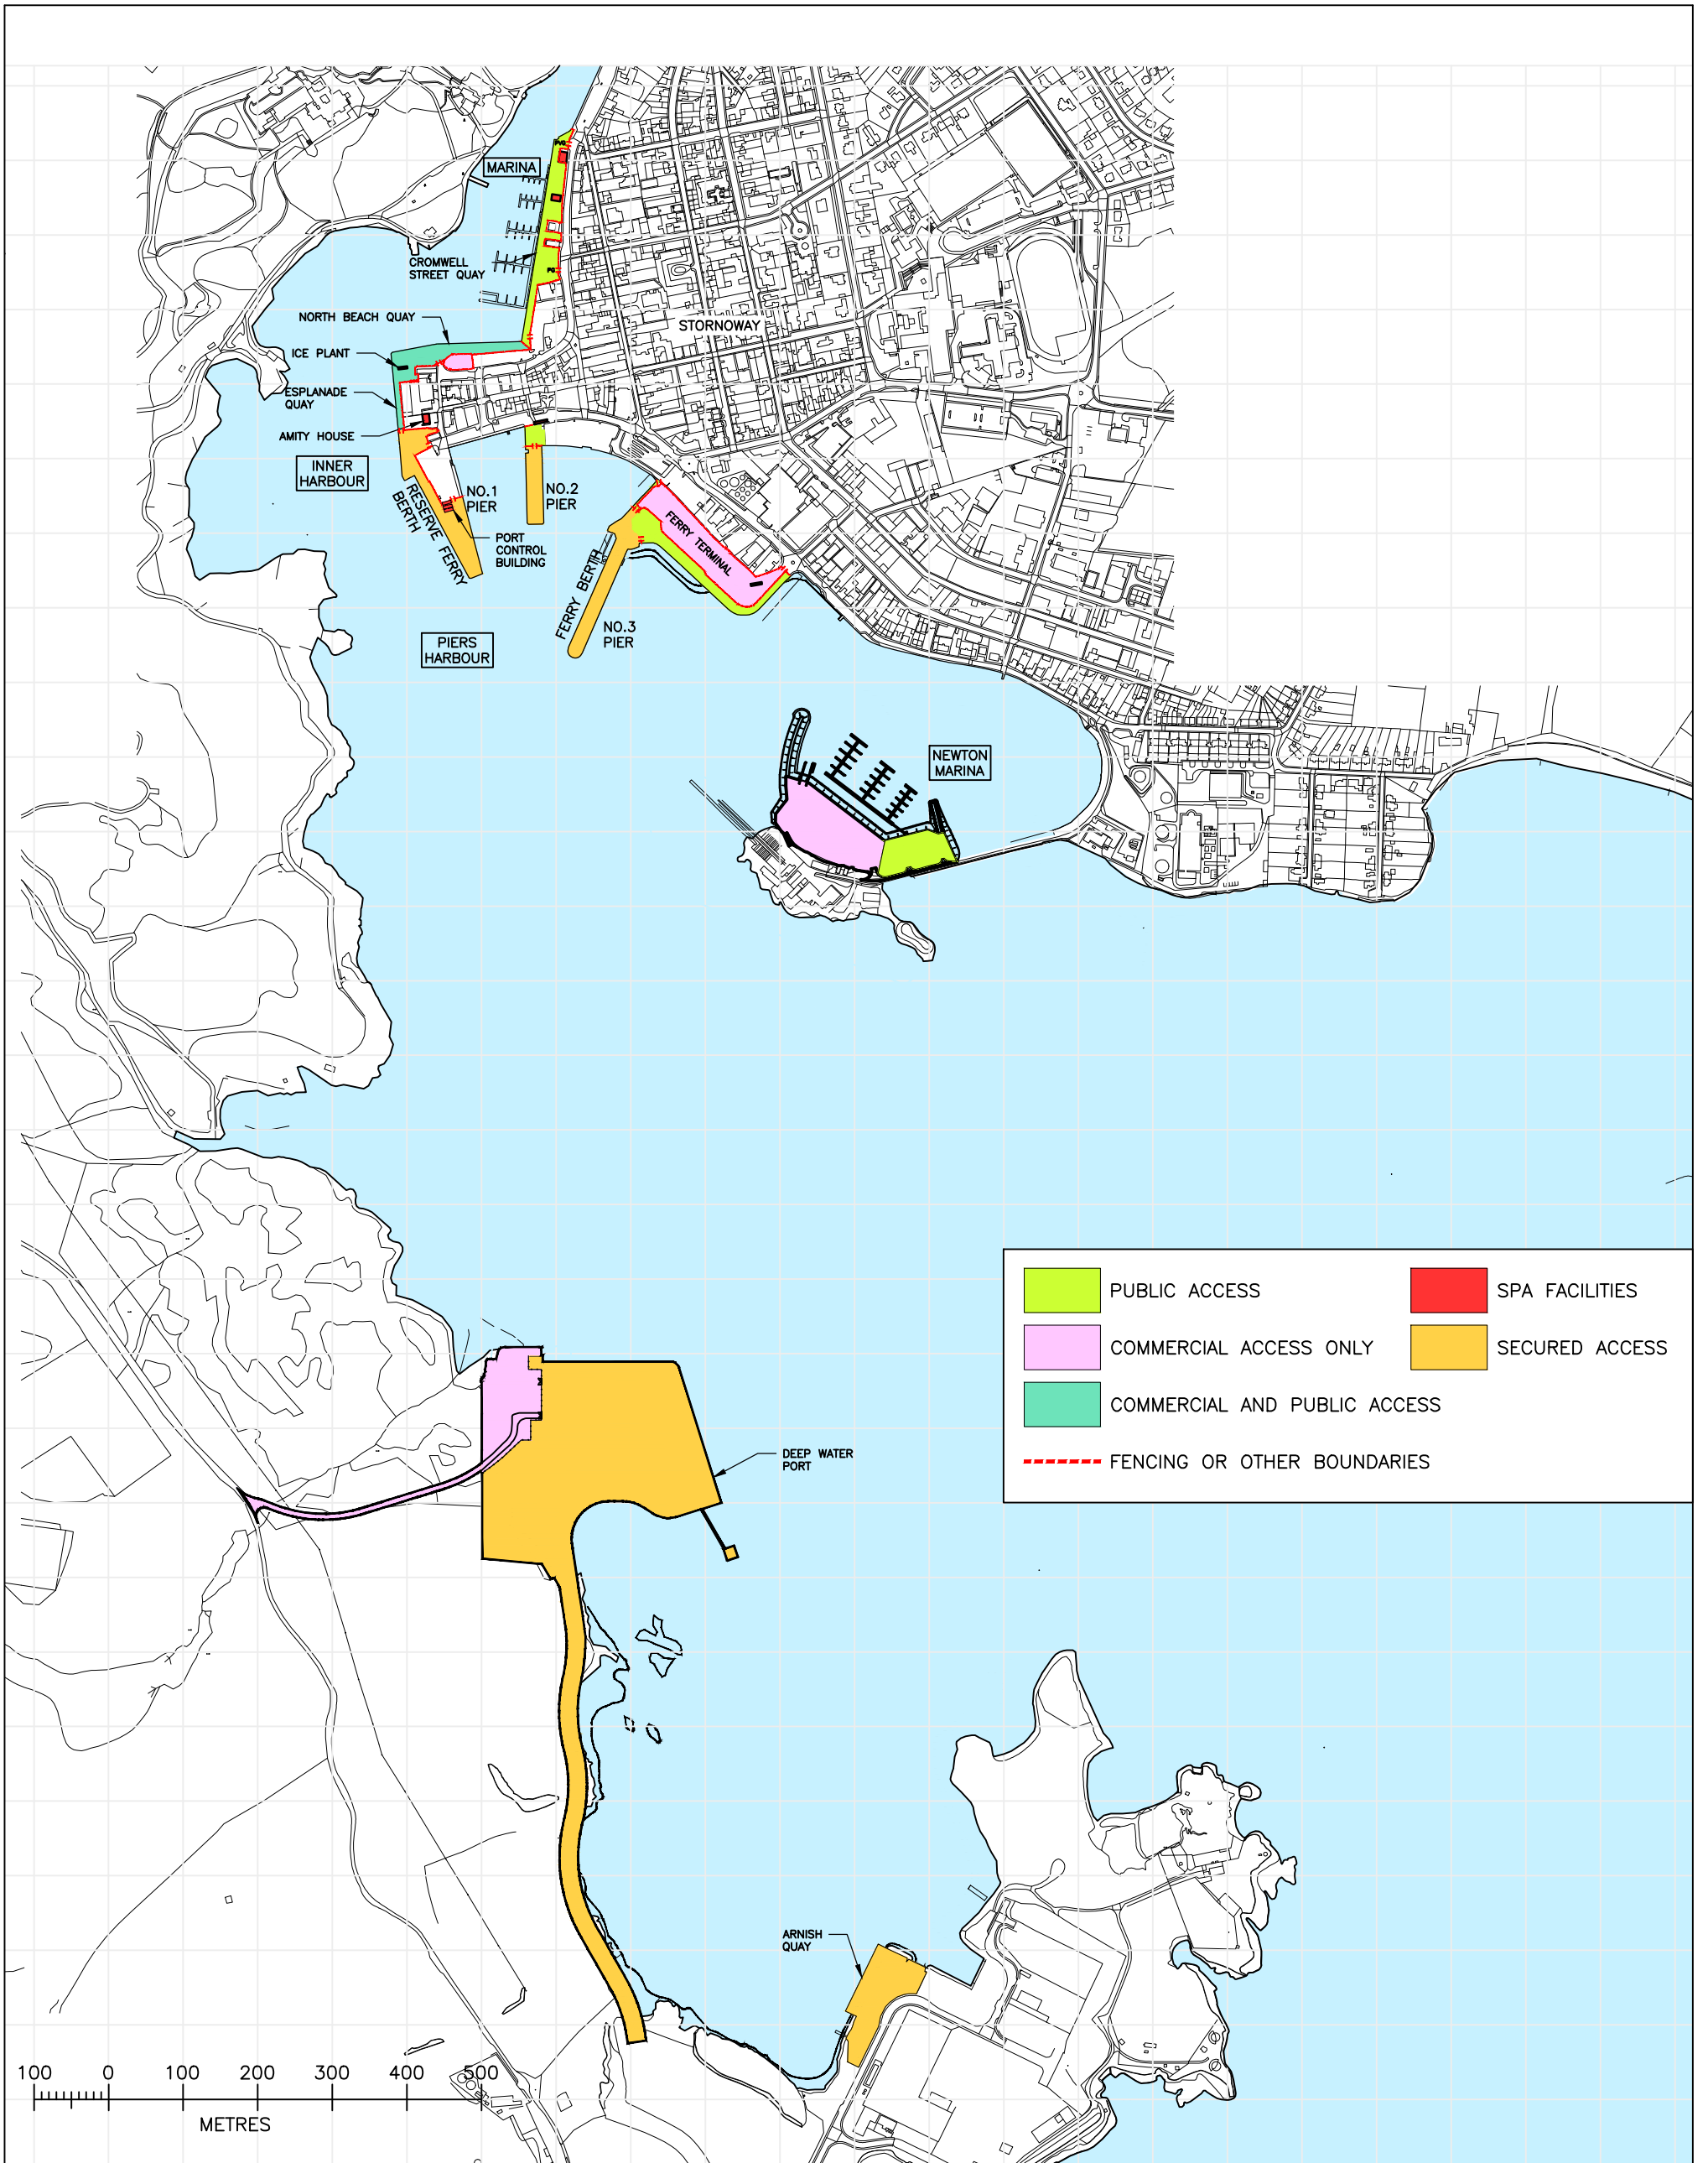 MARINA
CROMWELL
STREET QUAY
NORTH BEACH QUAY
STORNOWAY
ICE PLANT
ESPLANADE
QUAY
AMITY HOUSE
INNER
HARBOUR
RESERVE FERRY
BERTH
NO.1
PIER
NO.2
PIER
PORT
CONTROL
BUILDING
FERRY TERMINAL
FERRY BERTH
NO.3
PIER
PIERS
HARBOUR
NEWTON
MARINA
PUBLIC ACCESS
SPA FACILITIES
COMMERCIAL ACCESS ONLY
SECURED ACCESS
COMMERCIAL AND PUBLIC ACCESS
FENCING OR OTHER BOUNDARIES
DEEP WATER
PORT
ARNISH
QUAY
100 0 100 200 300 400 500
METRES